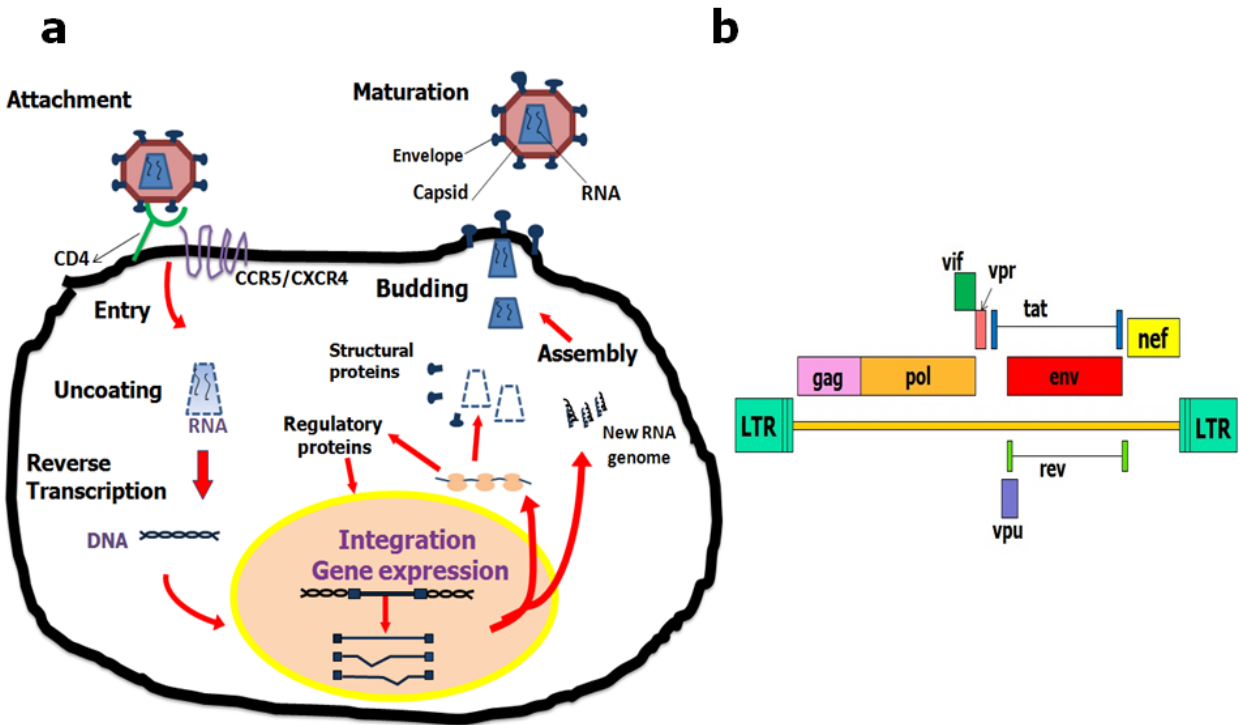 a
b
Attachment
Maturation
Envelope
Capsid
RNA
CD4
CCR5/CXCR4
Entry
Budding
Uncoating
RNA
Structural
proteins
Assembly
Regulatory
proteins
New RNA
genome
Reverse
Transcription
DNA
Integration
Gene expression
vif
vpr
tat
nef
gag
pol
env
LTR
LTR
rev
vpu